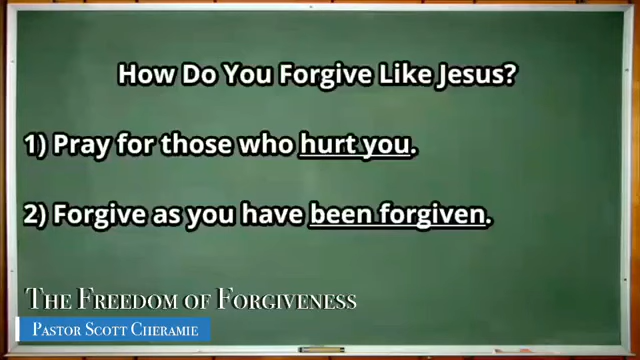 How Do You Forgive Like Jesus?
1) Pray for those who hurt you.
2) Forgive as you have been forgiven.
The Freedom of Forgiveness
Pastor Scott Cheramie